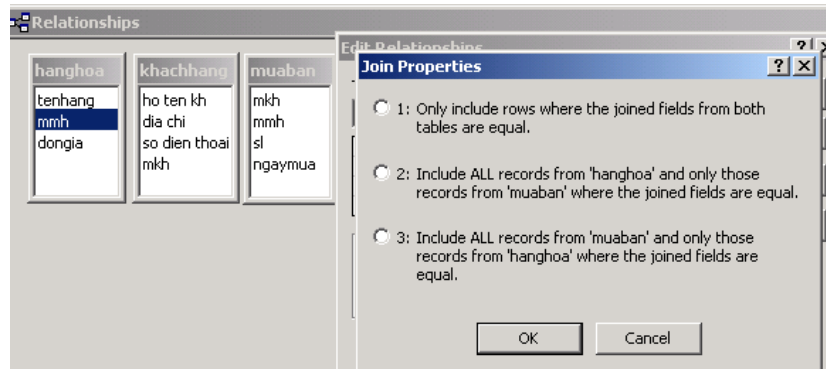 Relationships
hanghoa
tenhang
mmh
dongia
khachhang
ho ten kh
dia chi
so dien thoai
mkh
muaban
mkh
mmh
sl
ngaymua
Edit Relationships
Join Properties
1: Only include rows where the joined fields from both
tables are equal.
2: Include ALL records from 'hanghoa' and only those
records from 'muaban' where the joined fields are equal.
3: Include ALL records from 'muaban' and only those
records from 'hanghoa' where the joined fields are
equal.
OK
Cancel